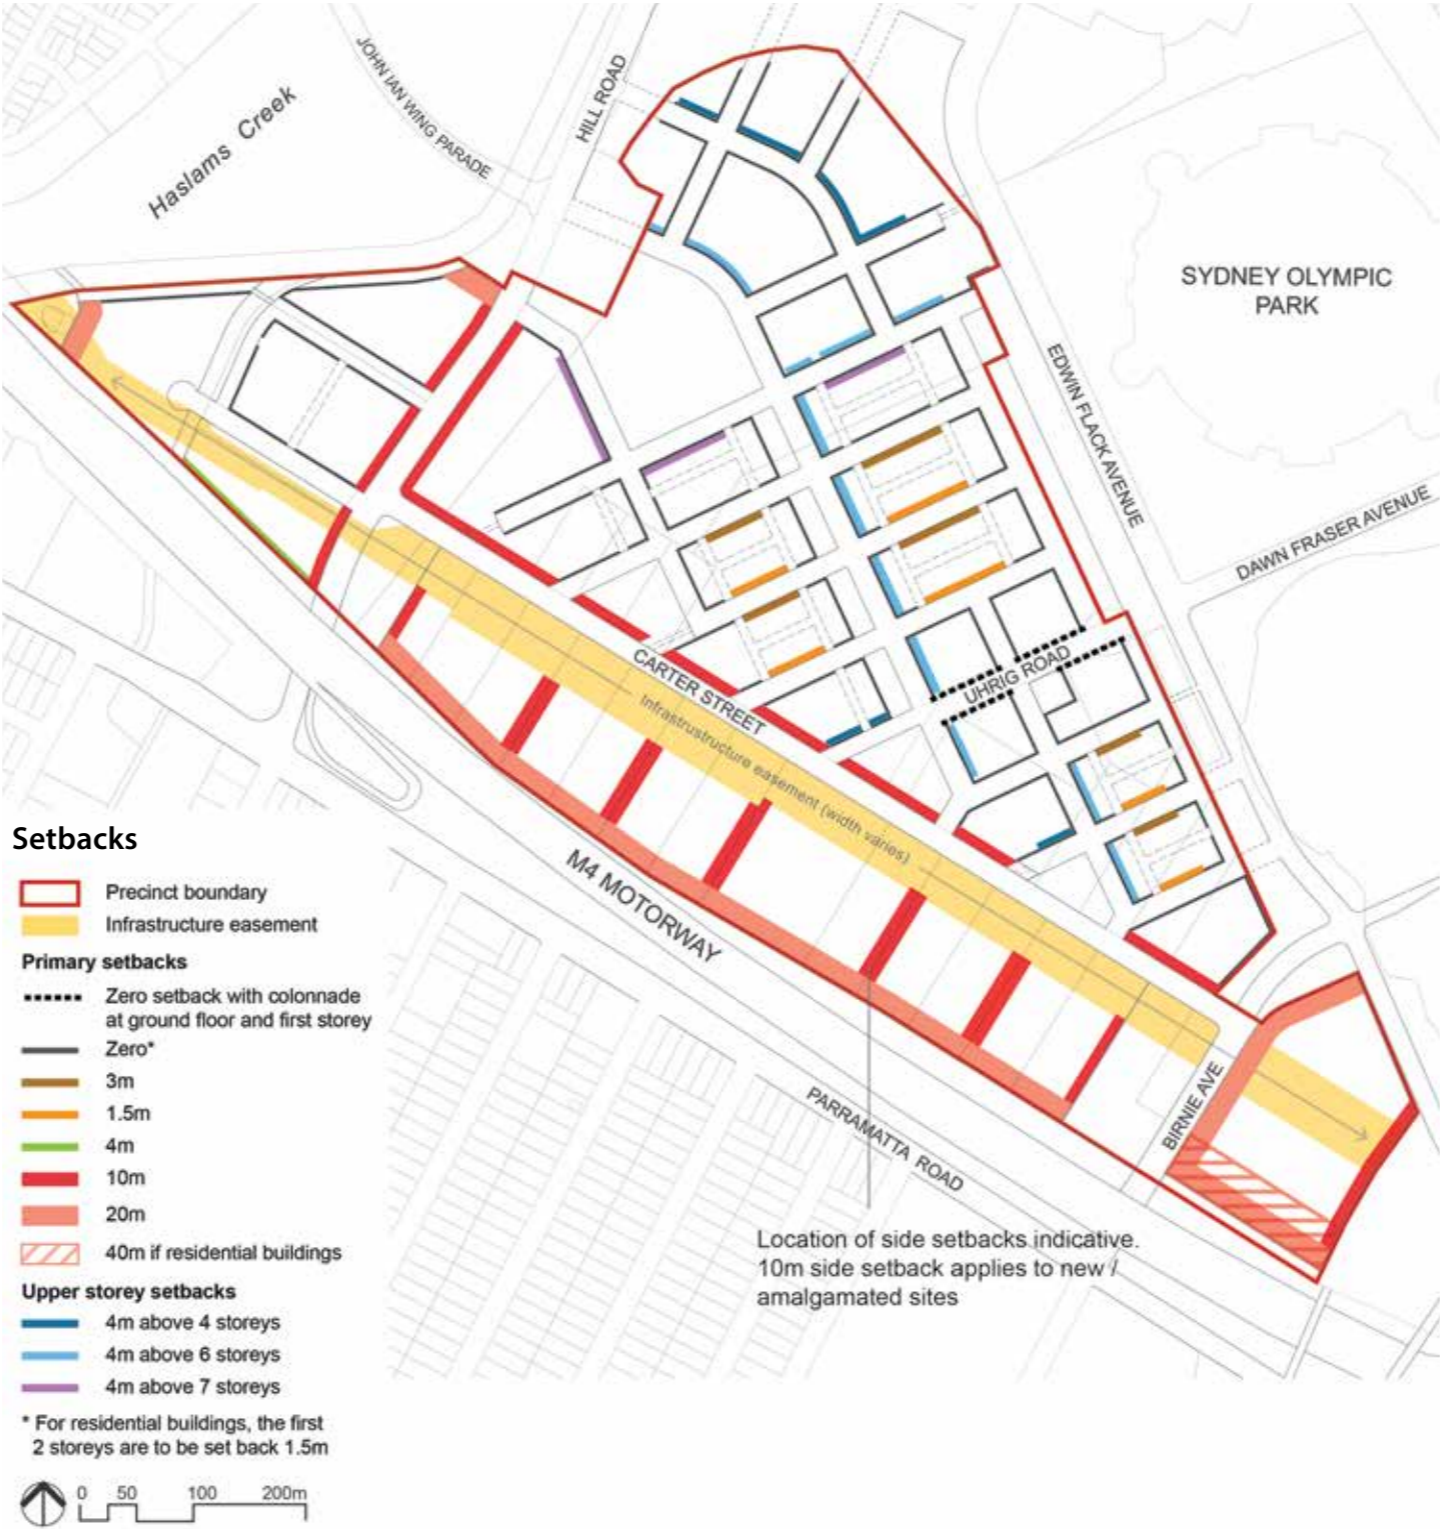 JOHN IAN WING PARADE
HILL ROAD
Haslams Creek
SYDNEY OLYMPIC
PARK
EDWIN FLACK AVENUE
DAWN FRASER AVENUE
UHRIG ROAD
CARTER STREET
Infrustructure easement (width varies)
M4 MOTORWAY
BIRNIE AVE
PARRAMATTA ROAD
Location of side setbacks indicative.
10m side setback applies to new /
amalgamated sites
Setbacks
Precinct boundary
Infrastructure easement
Primary setbacks
Zero setback with colonnade
at ground floor and first storey
Zero*
3m
1.5m
4m
10m
20m
40m if residential buildings
Upper storey setbacks
4m above 4 storeys
4m above 6 storeys
4m above 7 storeys
* For residential buildings, the first
2 storeys are to be set back 1.5m
0 50 100 200m